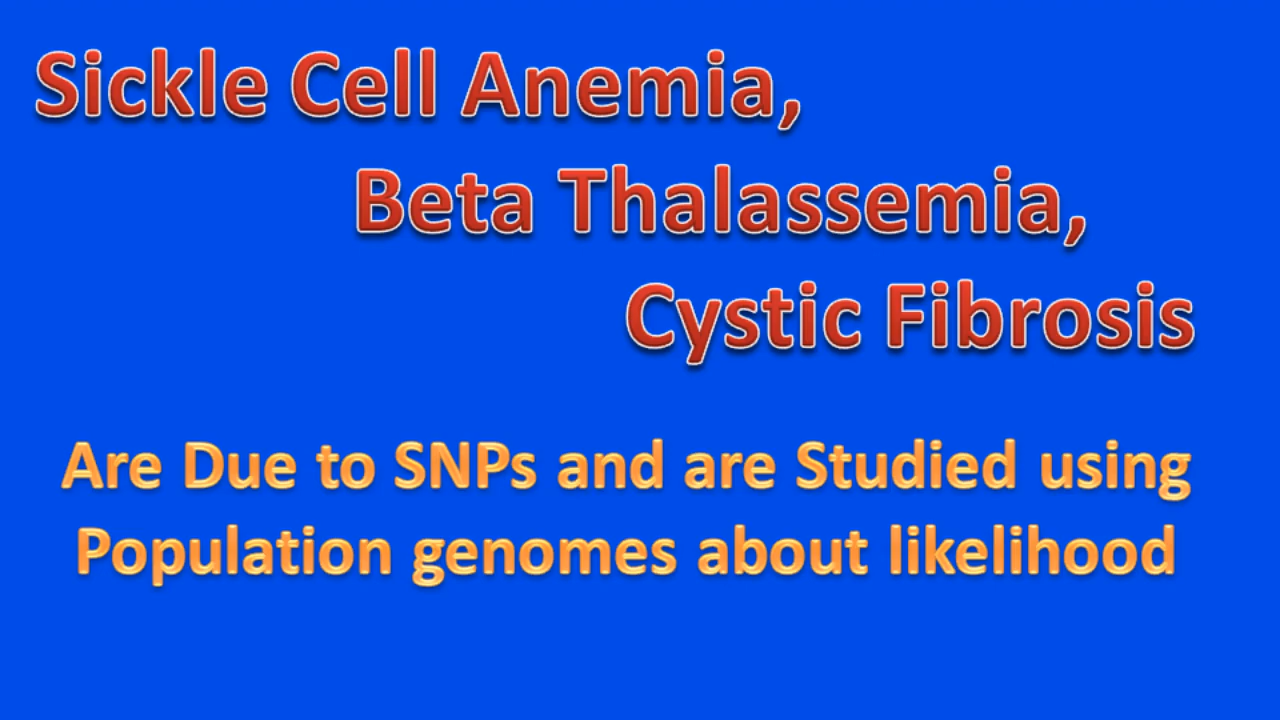 Sickle Cell Anemia,
Beta Thalassemia,
Cystic Fibrosis
Are Due to SNPs and are Studied using
Population genomes about likelihood